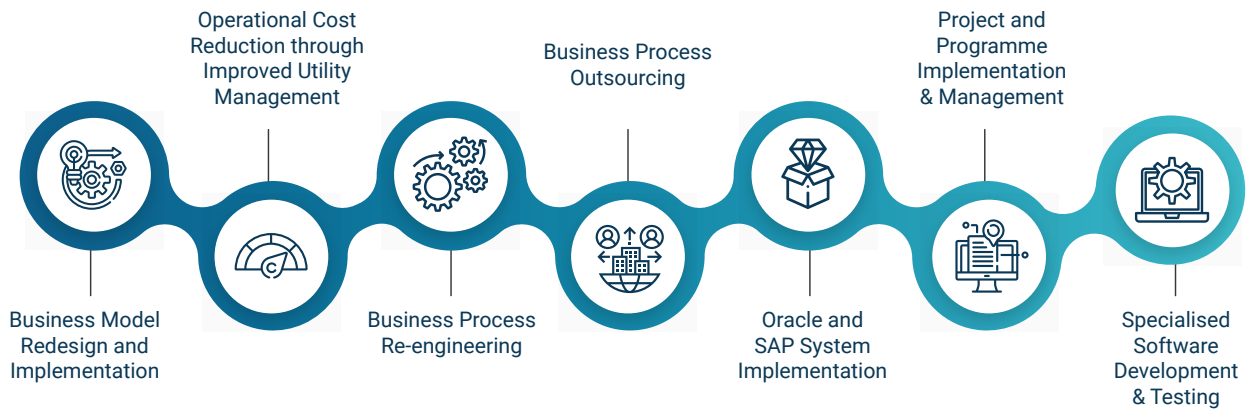 Business Model
Redesign and
Implementation
Operational Cost
Reduction through
Improved Utility
Management
Business Process
Re-engineering
Business Process
Outsourcing
Oracle and
SAP System
Implementation
Project and
Programme
Implementation
& Management
Specialised
Software
Development
& Testing